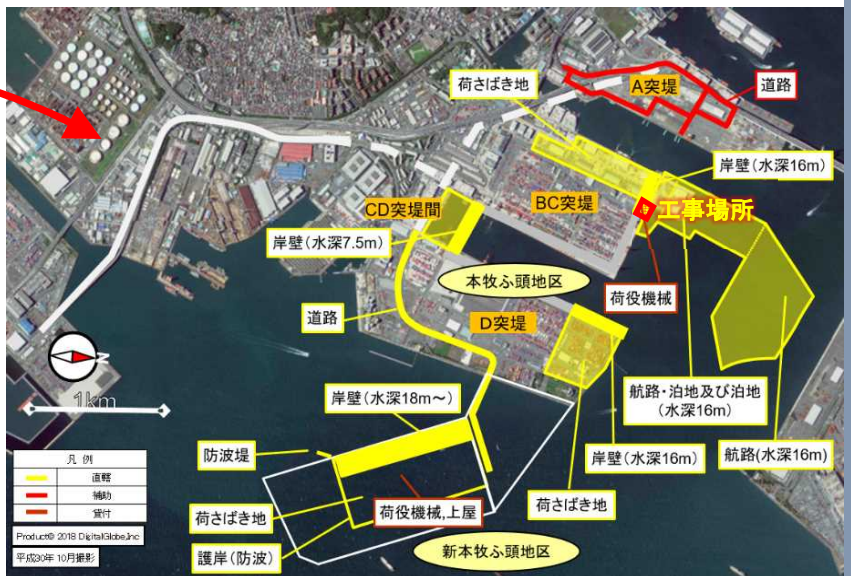 荷さばき地
A突堤
道路
岸壁(水深16m)
工事場所
CD突堤間
BC突堤
岸壁(水深7.5m)
本牧ふ頭地区
荷役機械
道路
D突堤
航路・泊地及び泊地
(水深16m)
N
1km
岸壁(水深18m～)
防波堤
岸壁(水深16m)
航路(水深16m)
凡 例
直轄
補助
貸付
荷さばき地
荷役機械,上屋
荷さばき地
Product© 2018 DigitalGlobe,Inc
平成30年10月撮影
護岸(防波)
新本牧ふ頭地区